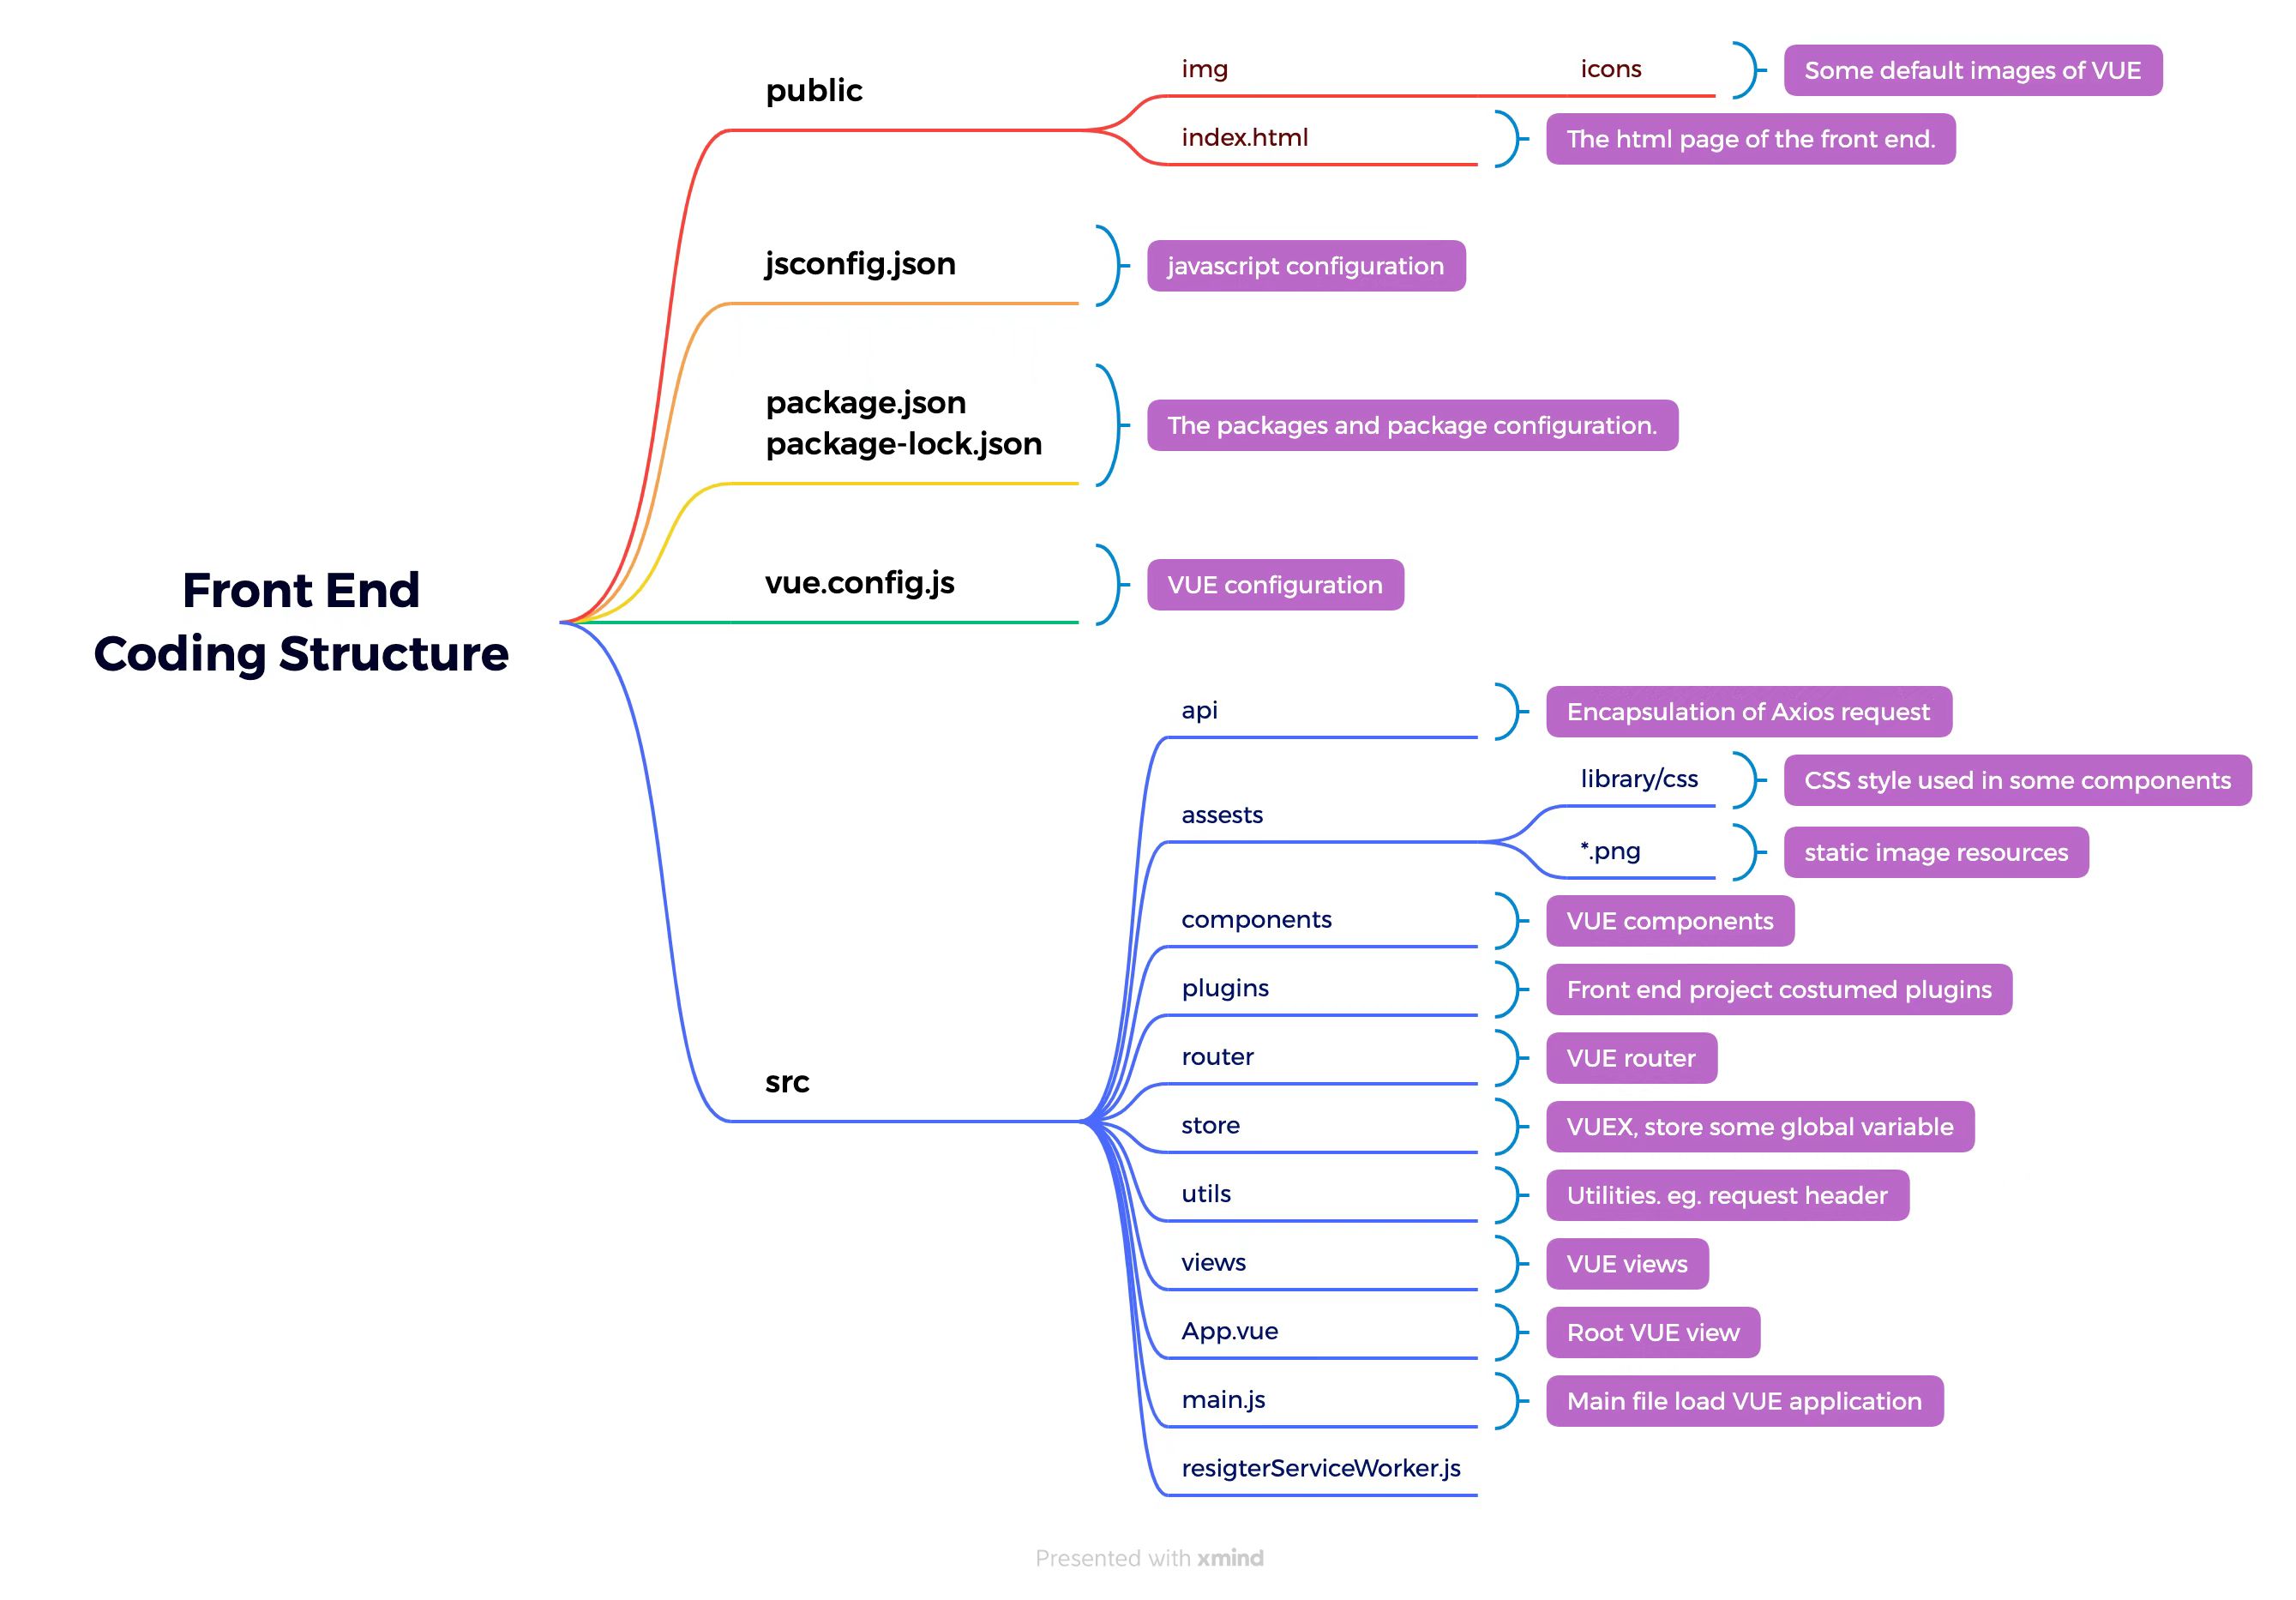 Front End
Coding Structure
public
img
icons
Some default images of VUE
index.html
The html page of the front end.
jsconfig.json
javascript configuration
package.json
package-lock.json
The packages and package configuration.
vue.config.js
VUE configuration
src
api
Encapsulation of Axios request
assests
library/css
CSS style used in some components
*.png
static image resources
components
VUE components
plugins
Front end project costumed plugins
router
VUE router
store
VUEX, store some global variable
utils
Utilities. eg. request header
views
VUE views
App.vue
Root VUE view
main.js
Main file load VUE application
resigterServiceWorker.js
Presented with xmind